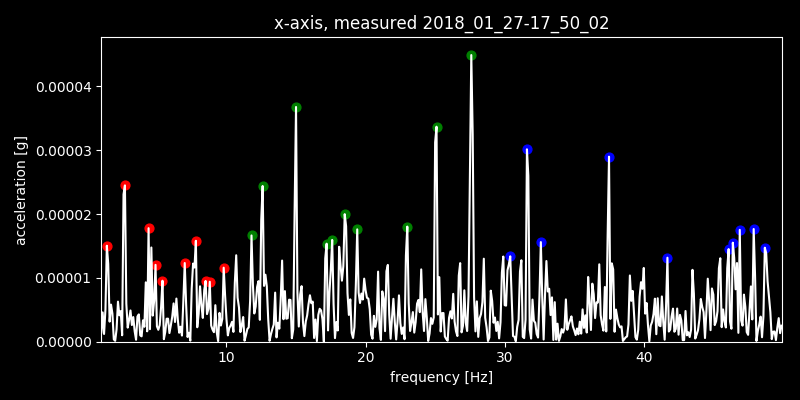 x-axis, measured 2018_01_27-17_50_02
acceleration [g]
0.00004
0.00003
0.00002
0.00001
0.00000
10 20 30 40
frequency [Hz]